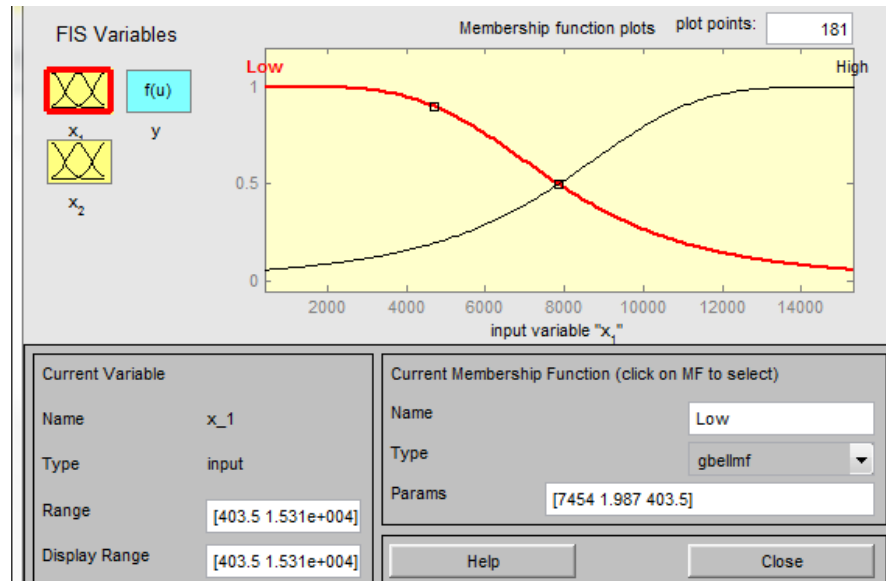 FIS Variables
Membership function plots
plot points:
181
f(u)
x_1
y
x_2
Low
High
1
0.5
0
2000
4000
6000
8000
10000
12000
14000
input variable "x_1"
Current Variable
Name
x_1
Type
input
Range
[403.5 1.531e+004]
Display Range
[403.5 1.531e+004]
Current Membership Function (click on MF to select)
Name
Low
Type
gbellmf
Params
[7454 1.987 403.5]
Help
Close